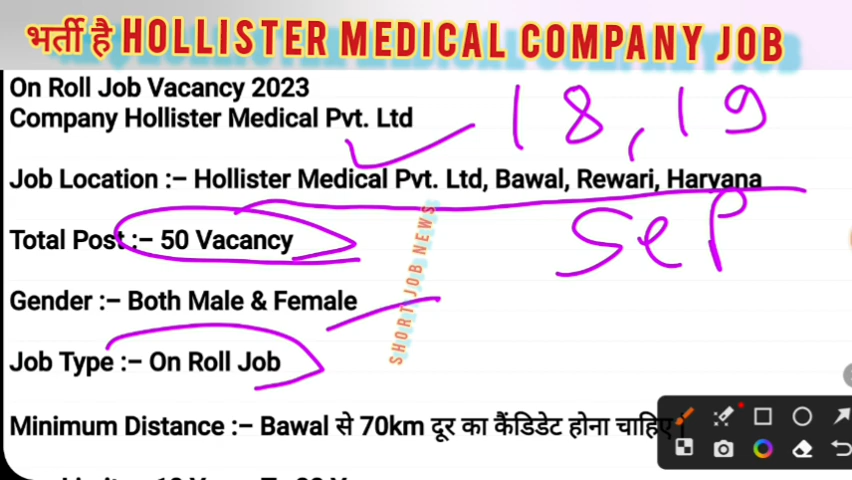 भर्ती है HOLLISTER MEDICAL COMPANY JOB
On Roll Job Vacancy 2023
Company Hollister Medical Pvt. Ltd
18, 19
Job Location :– Hollister Medical Pvt. Ltd, Bawal, Rewari, Haryana
Sep
Total Post :– 50 Vacancy
Gender :– Both Male & Female
SHORT JOB NEWS
Job Type :– On Roll Job
Minimum Distance :– Bawal से 70km दूर का कैंडिडेट होना चाहिए |